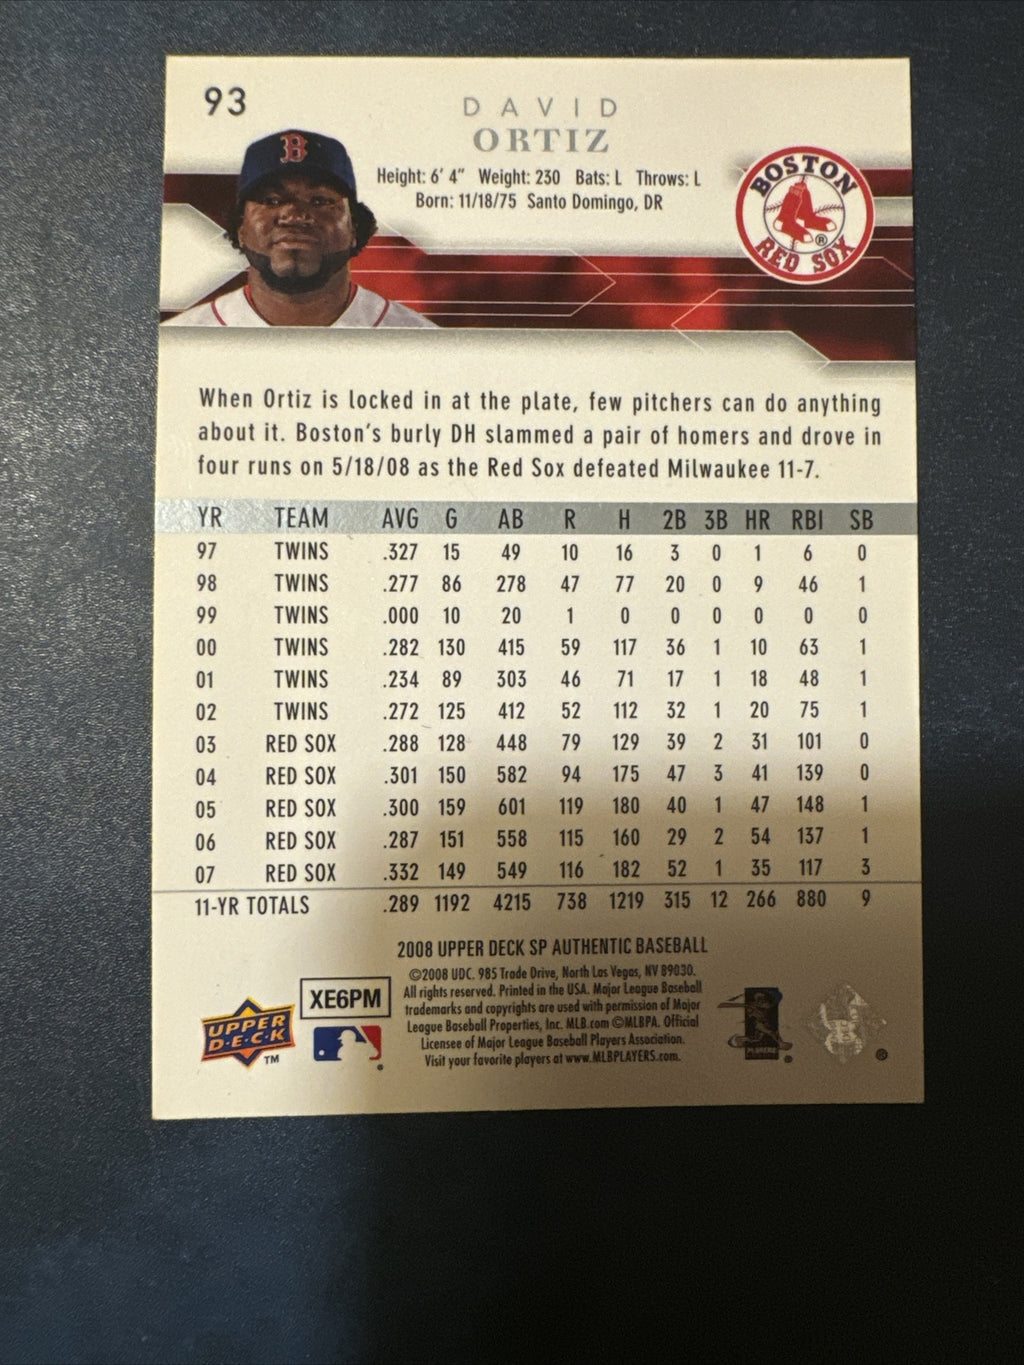 93
DAVID
ORTIZ
Height: 6' 4" Weight: 230 Bats: L Throws: L
Born: 11/18/75 Santo Domingo, DR
B
BOSTON
RED SOX
®
When Ortiz is locked in at the plate, few pitchers can do anything
about it. Boston's burly DH slammed a pair of homers and drove in
four runs on 5/18/08 as the Red Sox defeated Milwaukee 11-7.
YR TEAM AVG G AB R H 2B 3B HR RBI SB
97 TWINS .327 15 49 10 16 3 0 1 6 0
98 TWINS .277 86 278 47 77 20 0 9 46 1
99 TWINS .000 10 20 1 0 0 0 0 0 0
00 TWINS .282 130 415 59 117 36 1 10 63 1
01 TWINS .234 89 303 46 71 17 1 18 48 1
02 TWINS .272 125 412 52 112 32 1 20 75 1
03 RED SOX .288 128 448 79 129 39 2 31 101 0
04 RED SOX .301 150 582 94 175 47 3 41 139 0
05 RED SOX .300 159 601 119 180 40 1 47 148 1
06 RED SOX .287 151 558 115 160 29 2 54 137 1
07 RED SOX .332 149 549 116 182 52 1 35 117 3
11-YR TOTALS .289 1192 4215 738 1219 315 12 266 880 9
2008 UPPER DECK SP AUTHENTIC BASEBALL
©2008 UDC. 985 Trade Drive, North Las Vegas, NV 89030.
All rights reserved. Printed in the USA. Major League Baseball
trademarks and copyrights are used with permission of Major
League Baseball Properties, Inc. MLB.com ©MLBPA. Official
Licensee of Major League Baseball Players Association.
Visit your favorite players at www.MLBPLAYERS.com.
XE6PM
UPPER
D•E•C•K
TM